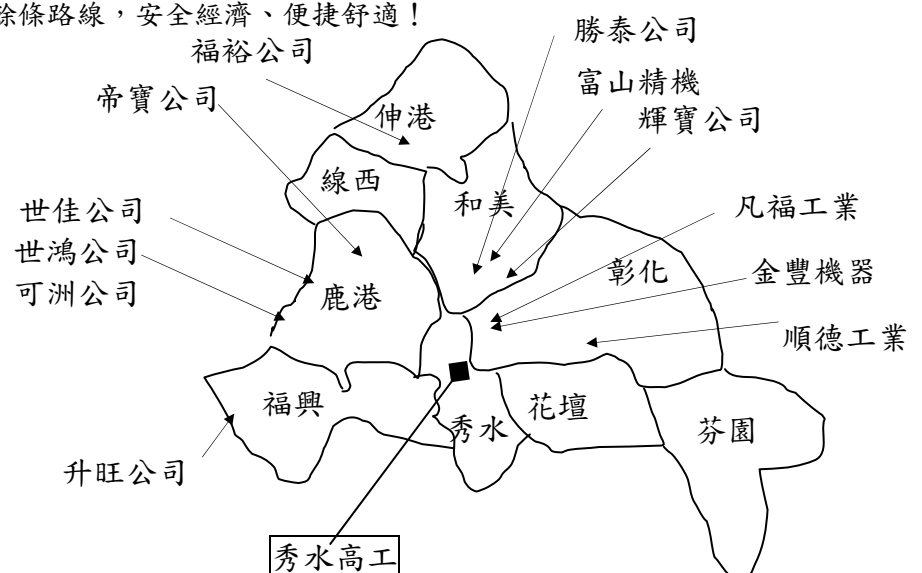 餘條路線，安全經濟、便捷舒適！
勝泰公司
福裕公司
富山精機
帝寶公司
輝寶公司
伸港
線西
和美
世佳公司
凡福工業
世鴻公司
彰化
金豐機器
可洲公司
鹿港
順德工業
福興
花壇
秀水
芬園
升旺公司
秀水高工